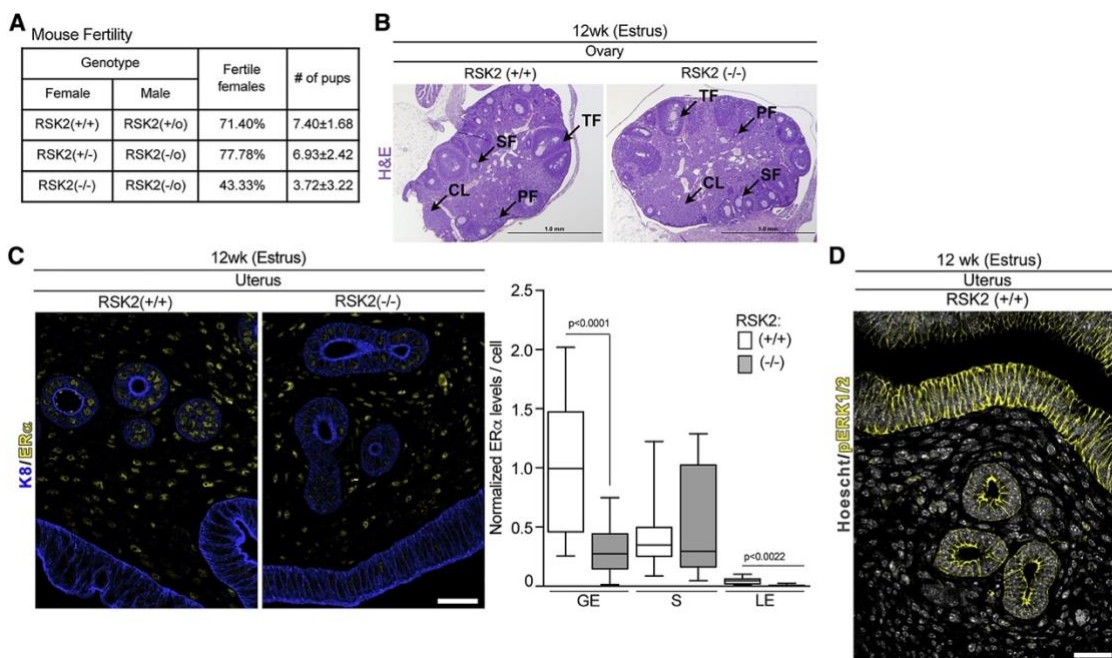 A
Mouse Fertility
Genotype
Fertile females
# of pups
Female
Male
RSK2(+/+) RSK2(+/o) 71.40% 7.40±1.68
RSK2(+/-) RSK2(-/o) 77.78% 6.93±2.42
RSK2(-/-) RSK2(-/o) 43.33% 3.72±3.22
B
12wk (Estrus)
Ovary
RSK2 (+/+) RSK2 (-/-)
H&E
TF
SF
CL
PF
1.0 mm
TF
PF
CL
SF
1.0 mm
C
12wk (Estrus)
Uterus
RSK2(+/+) RSK2(-/-)
K8/ERα
Normalized ERα levels / cell
2.5
2.0
1.5
1.0
0.5
0
p<0.0001
p<0.0022
RSK2:
(+/+)
(-/-)
GE S LE
D
12 wk (Estrus)
Uterus
RSK2 (+/+)
Hoescht/pERK1/2